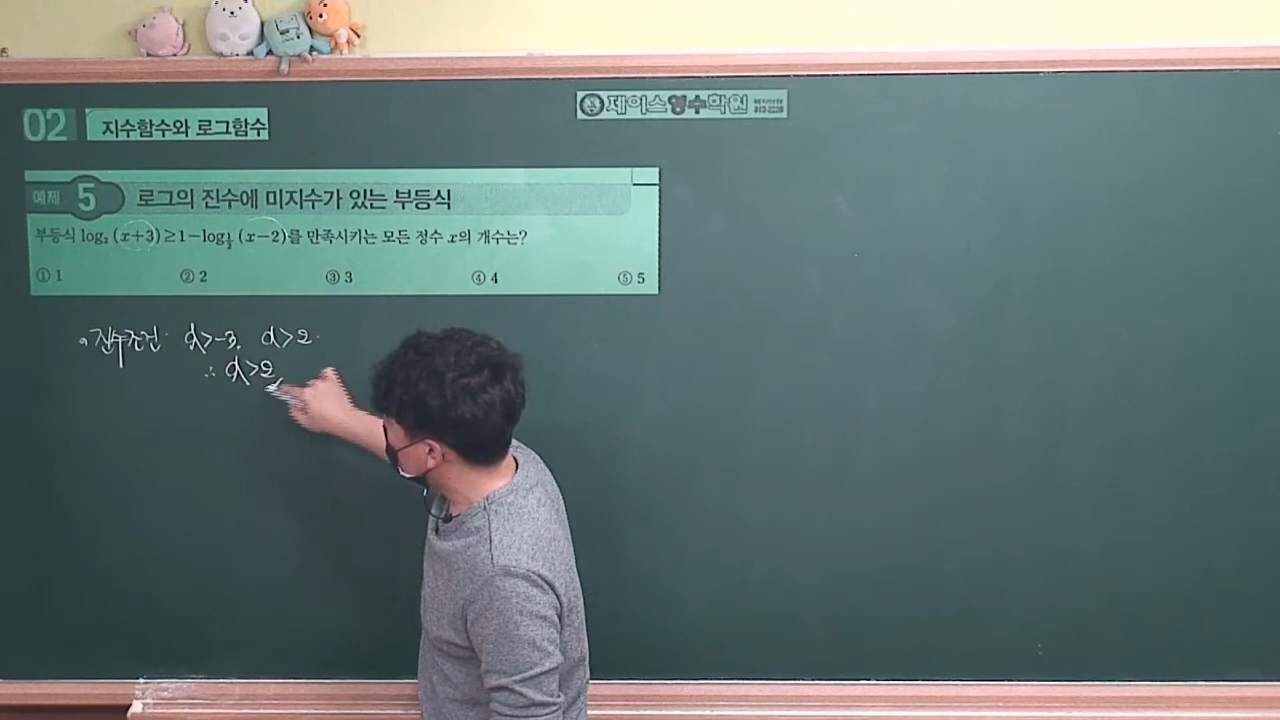 02 지수함수와 로그함수
제이스영수학원
예제 5 로그의 진수에 미지수가 있는 부등식
부등식 log₂(x+3)≥1−log_{1/2}(x−2)를 만족시키는 모든 정수 x의 개수는?
① 1 ② 2 ③ 3 ④ 4 ⑤ 5
진수조건 x>-3, x>2
∴ x>2